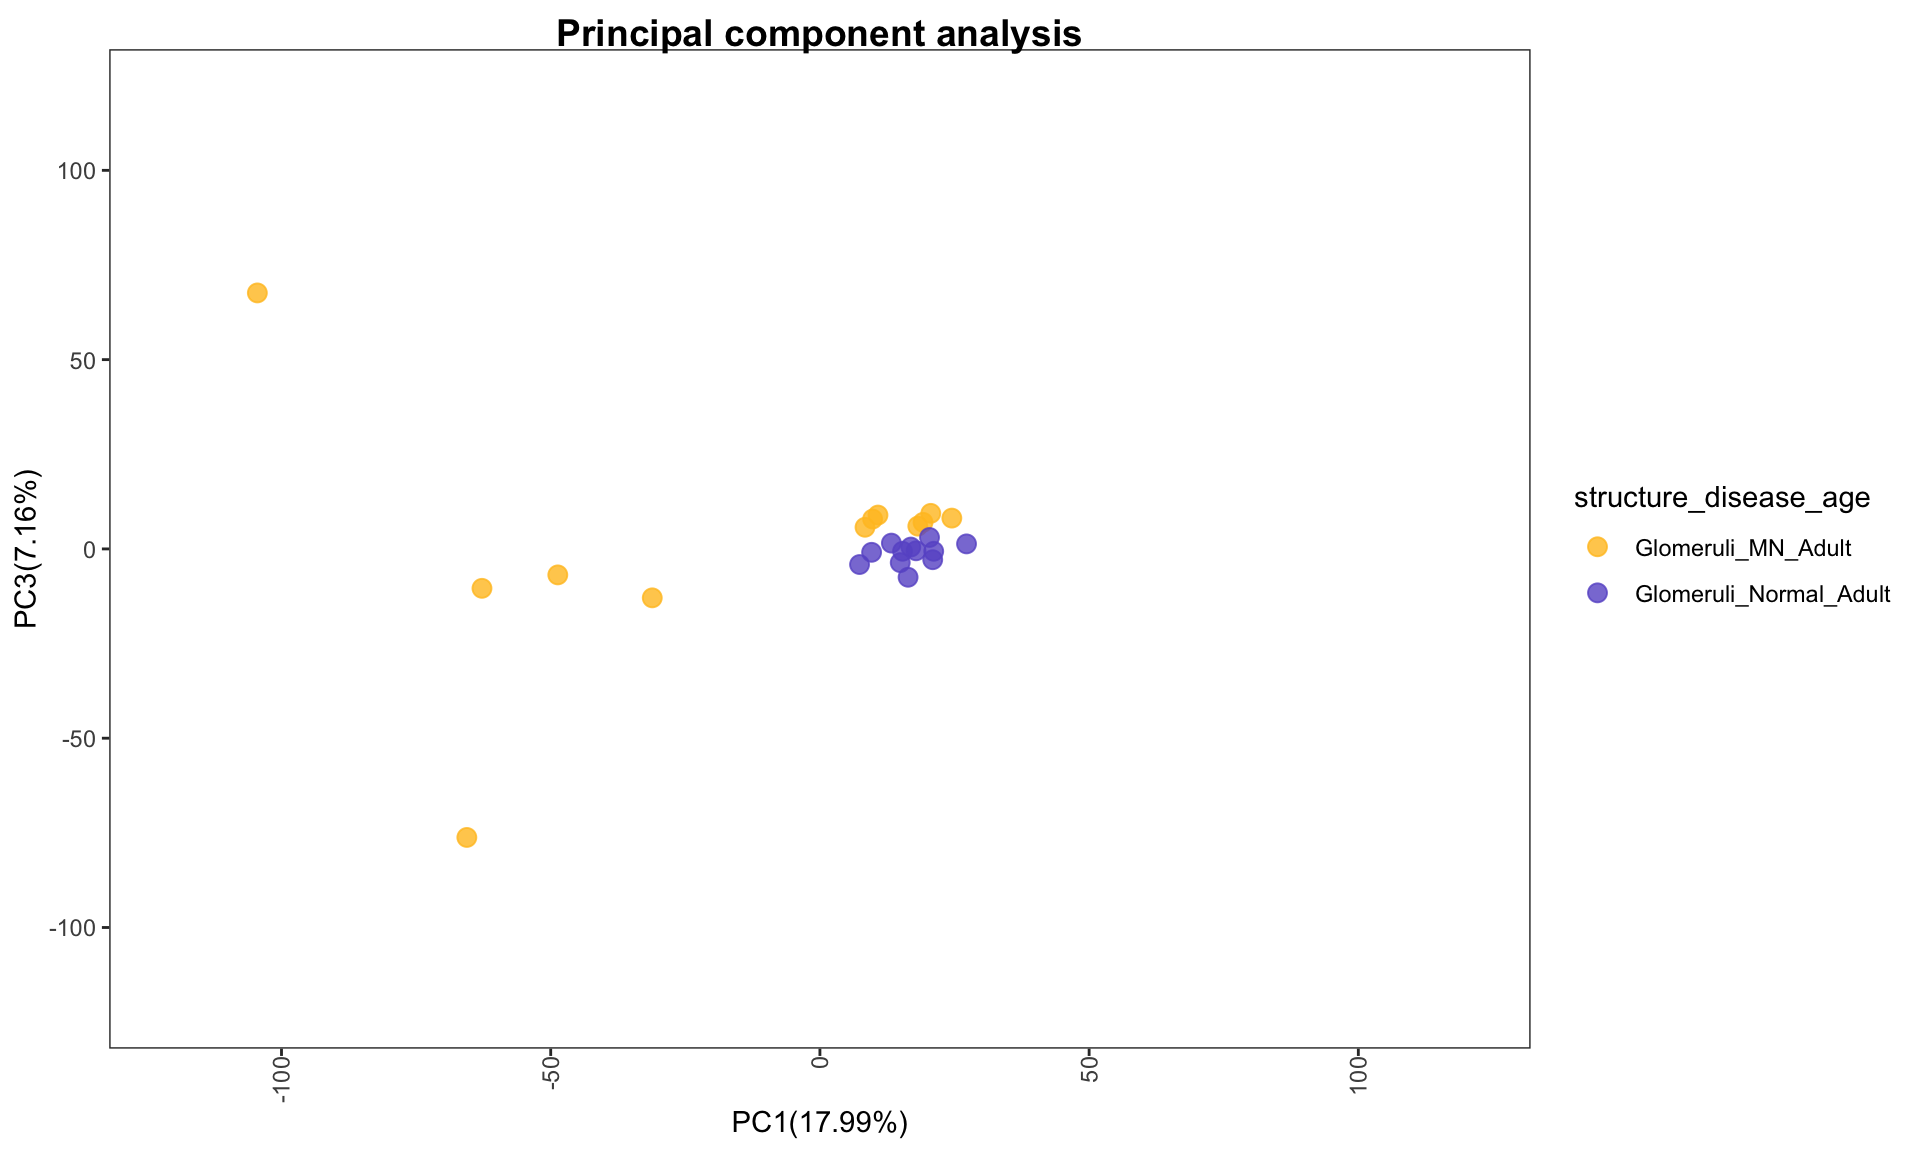 Principal component analysis
100
50
0
-50
-100
PC3(7.16%)
-100
-50
0
50
100
PC1(17.99%)
structure_disease_age
Glomeruli_MN_Adult
Glomeruli_Normal_Adult